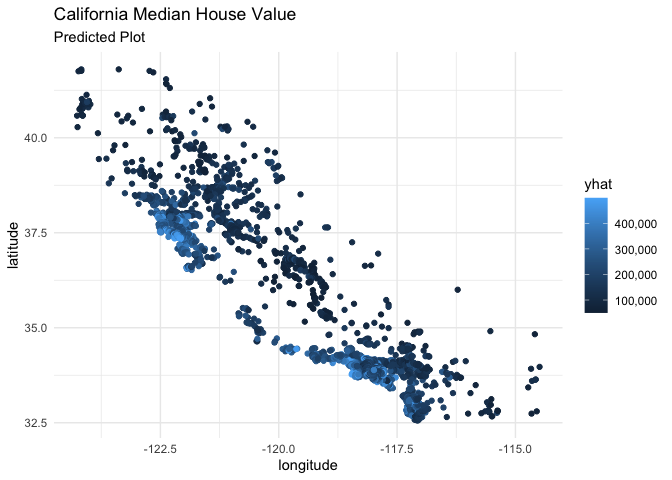 California Median House Value
Predicted Plot
40.0
37.5
35.0
32.5
latitude
-122.5
-120.0
-117.5
-115.0
longitude
yhat
400,000
300,000
200,000
100,000